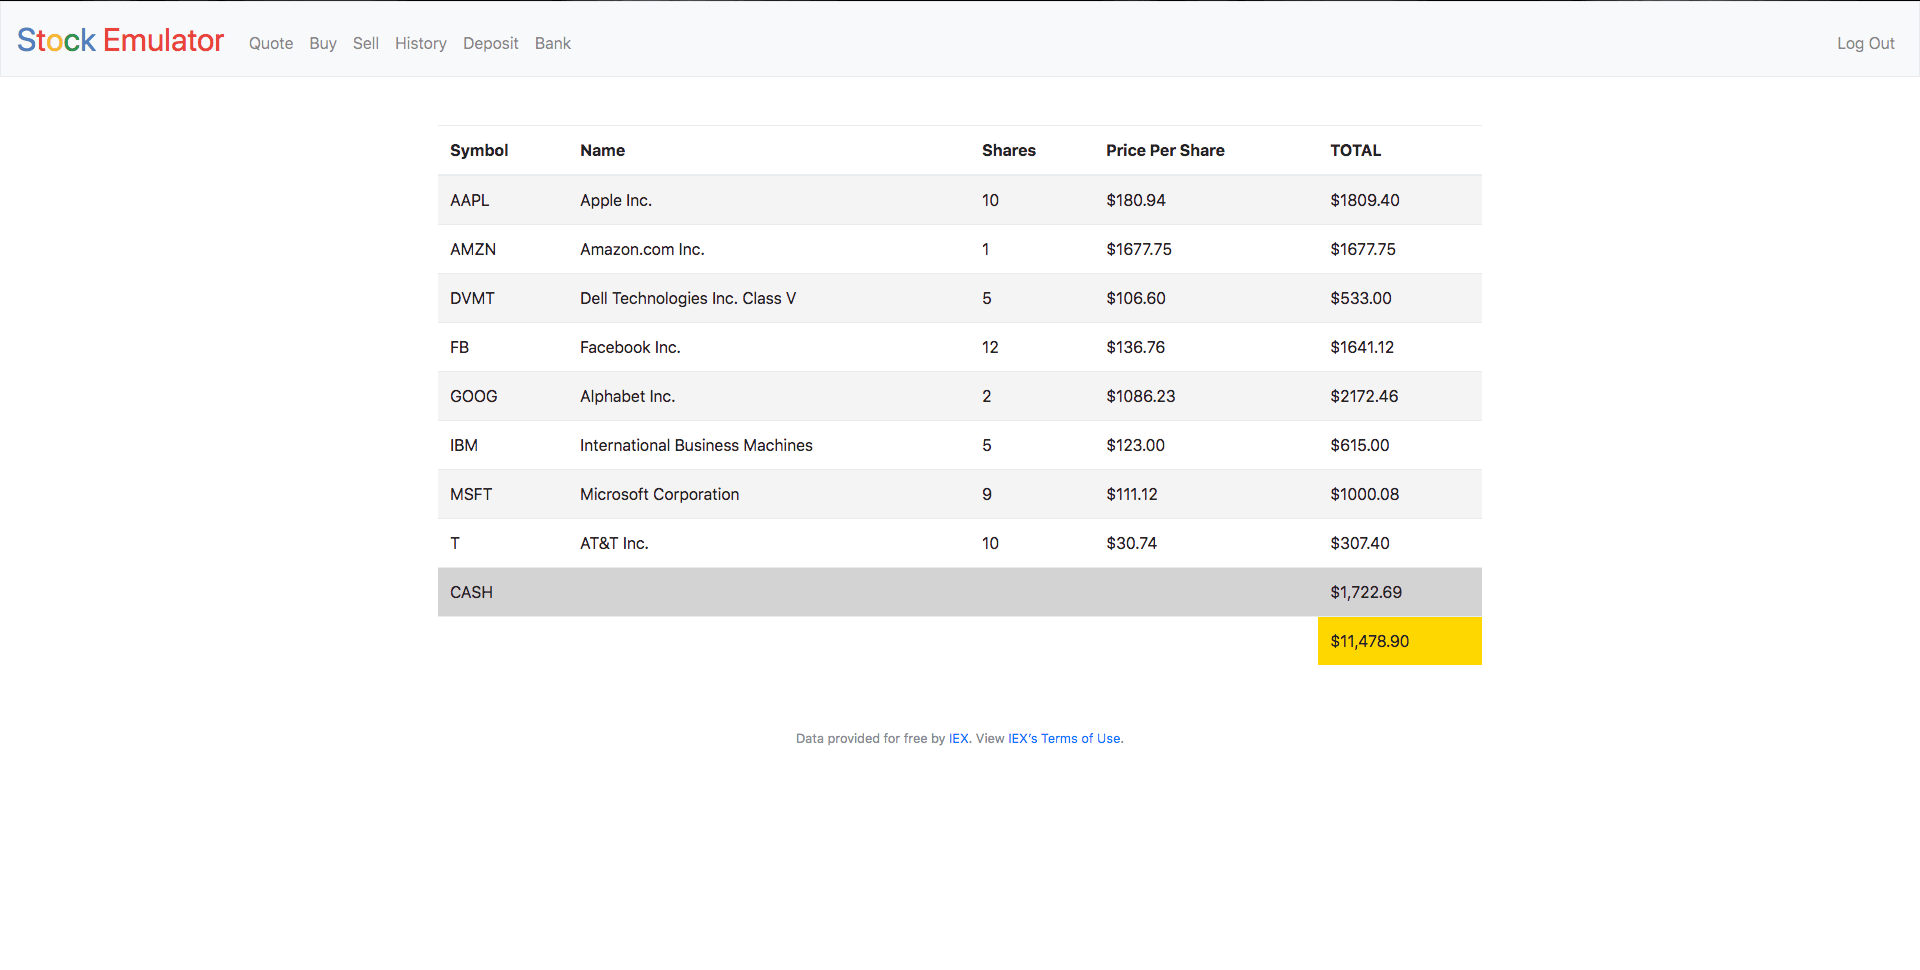 Stock Emulator Quote Buy Sell History Deposit Bank Log Out
Symbol Name Shares Price Per Share TOTAL
AAPL Apple Inc. 10 $180.94 $1809.40
AMZN Amazon.com Inc. 1 $1677.75 $1677.75
DVMT Dell Technologies Inc. Class V 5 $106.60 $533.00
FB Facebook Inc. 12 $136.76 $1641.12
GOOG Alphabet Inc. 2 $1086.23 $2172.46
IBM International Business Machines 5 $123.00 $615.00
MSFT Microsoft Corporation 9 $111.12 $1000.08
T AT&T Inc. 10 $30.74 $307.40
CASH $1,722.69
$11,478.90
Data provided for free by IEX. View IEX's Terms of Use.